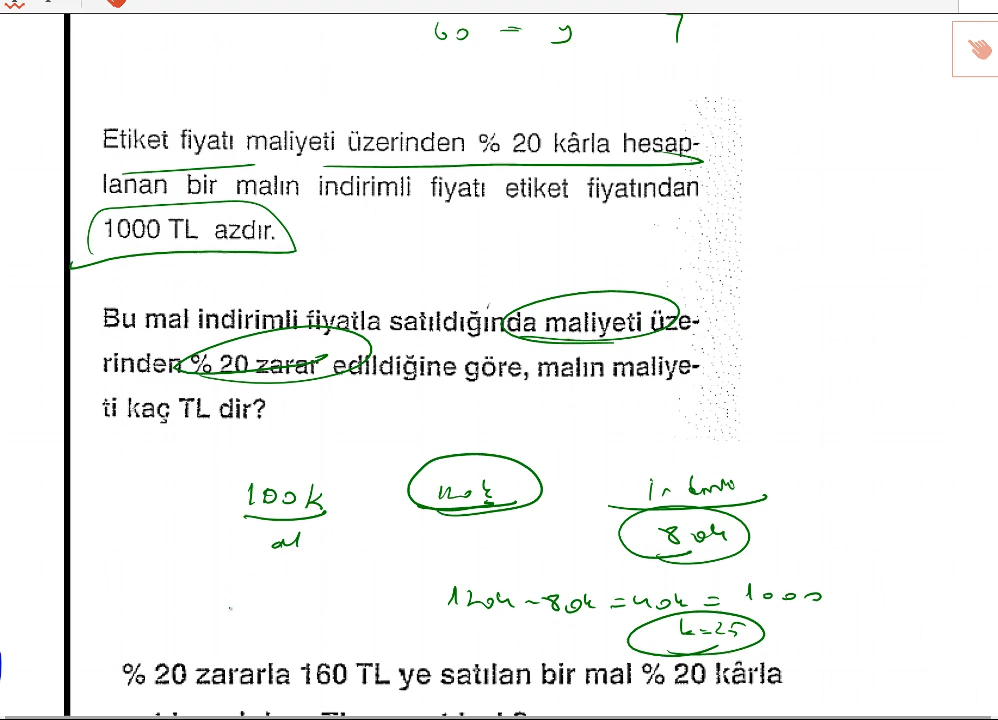 60 = y
Etiket fiyatı maliyeti üzerinden % 20 kârla hesap-
lanan bir malın indirimli fiyatı etiket fiyatından
1000 TL azdır.
Bu mal indirimli fiyatla satıldığında maliyeti üze-
rinden % 20 zarar edildiğine göre, malın maliye-
ti kaç TL dir?
100k
80k
120k - 80k = 40k = 1000
k=25
% 20 zararla 160 TL ye satılan bir mal % 20 kârla